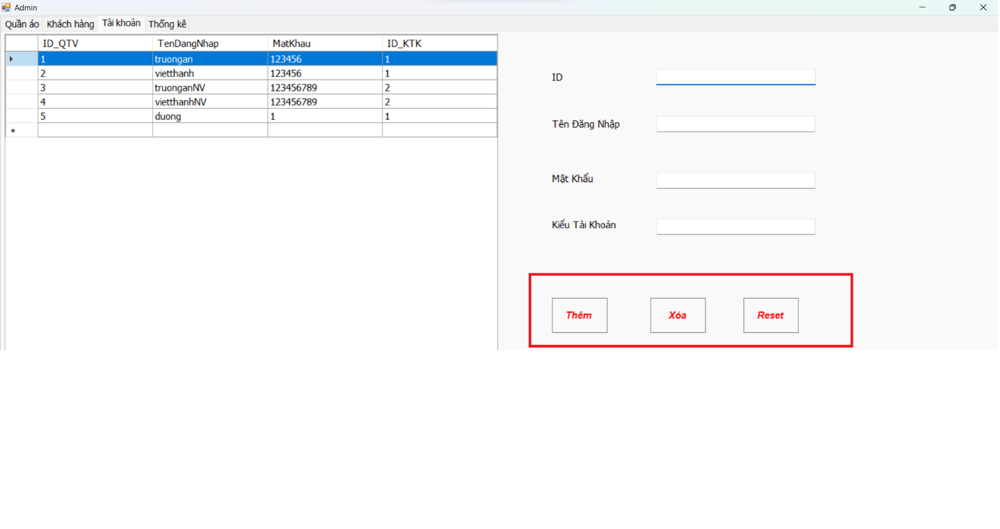 Admin
Quần áo Khách hàng Tài khoản Thống kê
ID_QTV TenDangNhap MatKhau ID_KTK
1 truongan 123456 1
2 vietthanh 123456 1
3 truonganNV 123456789 2
4 vietthanhNV 123456789 2
5 duong 1 1
ID
Tên Đăng Nhập
Mật Khẩu
Kiểu Tài Khoản
Thêm Xóa Reset